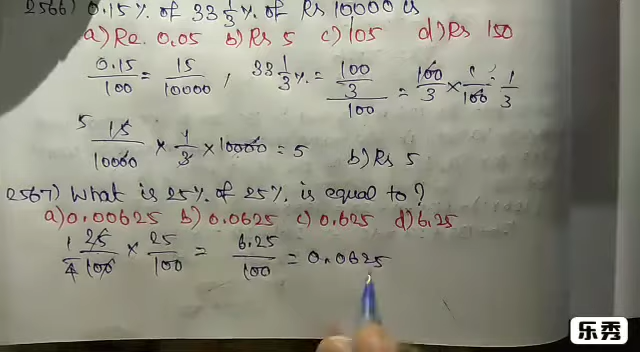 2566) 0.15% of 33 1/3 % of Rs 10000 is
a) Re. 0.05 b) Rs 5 c) 105 d) Rs 150
0.15/100 = 15/10000 , 33 1/3 % = 100/3/100 = 100/3 × 1/100 = 1/3
5 15/10000 × 1/3 × 10000 = 5 b) Rs 5
2567) What is 25% of 25% is equal to?
a) 0.00625 b) 0.0625 c) 0.625 d) 6.25
1 25/4 100 × 25/100 = 6.25/100 = 0.0625
乐秀